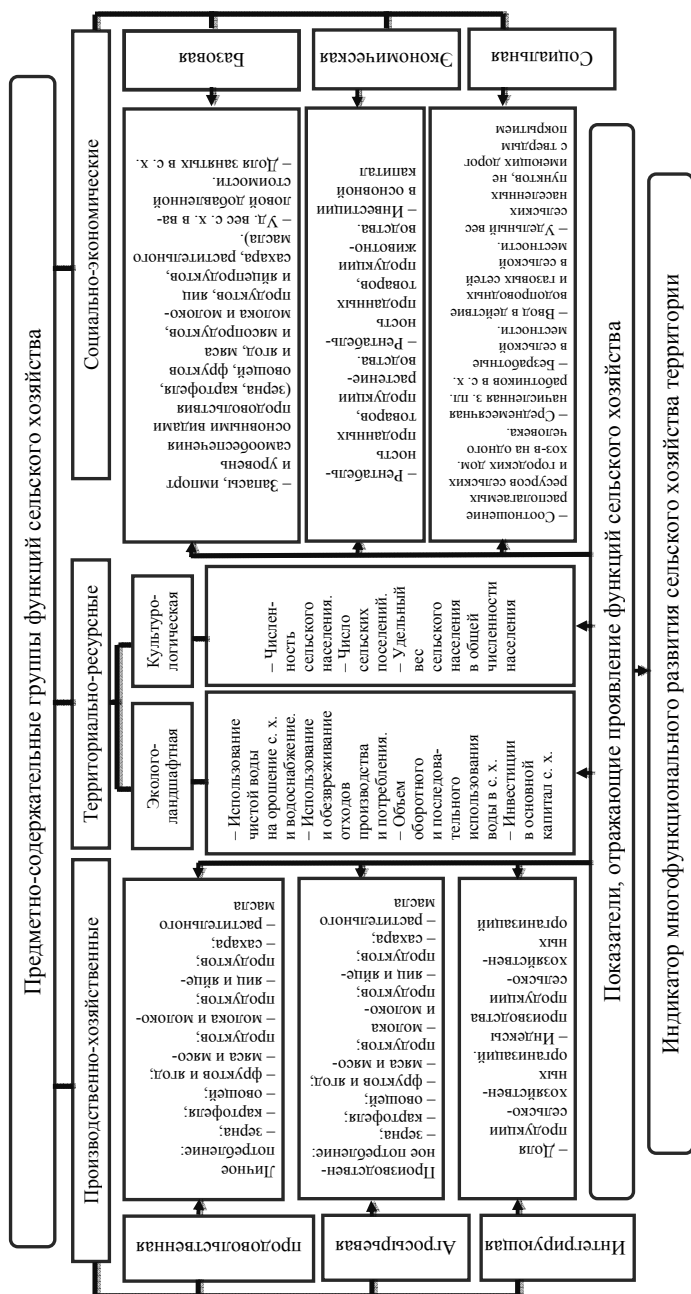 Предметно-содержательные группы функций сельского хозяйства
Производственно-хозяйственные
продовольственная
Личное
потребление:
– зерна;
– картофеля;
– овощей;
– фруктов и ягод;
– мяса и мясо-
продуктов;
– молока и молоко-
продуктов;
– яиц и яйце-
продуктов;
– сахара;
– растительного
масла
Агросырьевая
Производствен-
ное потребление:
– зерна;
– картофеля;
– овощей;
– фруктов и ягод;
– мяса и мясо-
продуктов;
– молока
и молоко-
продуктов;
– яиц и яйце-
продуктов;
– сахара;
– растительного
масла
Интегрирующая
– Доля
продукции
сельско-
хозяйствен-
ных
организаций.
– Индексы
производства
продукции
сельско-
хозяйствен-
ных
организаций
Территориально-ресурсные
Эколого-
ландшафтная
– Использование
чистой воды
на орошение с. х.
и водоснабжение.
– Использование
и обезвреживание
отходов
производства
и потребления.
– Объем
оборотного
и последова-
тельного
использования
воды в с. х.
– Инвестиции
в основной
капитал с. х.
Культуро-
логическая
– Числен-
ность
сельского
населения.
– Число
сельских
поселений.
– Удельный
вес
сельского
населения
в общей
численности
населения
Социально-экономические
Базовая
– Запасы, импорт
и уровень
самообеспечения
основными видами
продовольствия
(зерна, картофеля,
овощей, фруктов
и ягод, мяса
и мясопродуктов,
молока и молоко-
продуктов, яиц
и яйцепродуктов,
сахара, растительного
масла).
– Уд. вес с. х. в ва-
ловой добавленной
стоимости.
– Доля занятых в с. х.
Экономическая
– Рентабель-
ность
проданных
товаров,
продукции
растение-
водства.
– Рентабель-
ность
проданных
товаров,
продукции
животно-
водства.
– Инвестиции
в основной
капитал
Социальная
– Соотношение
располагаемых
ресурсов сельских
и городских дом.
хоз-в на одного
человека.
– Среднемесячная
начисленная з. пл.
работников в с. х.
– Безработные
в сельской
местности.
– Ввод в действие
водопроводных
и газовых сетей
в сельской
местности.
– Удельный вес
сельских
населенных
пунктов, не
имеющих дорог
с твердым
покрытием
Показатели, отражающие проявление функций сельского хозяйства
Индикатор многофункционального развития сельского хозяйства территории